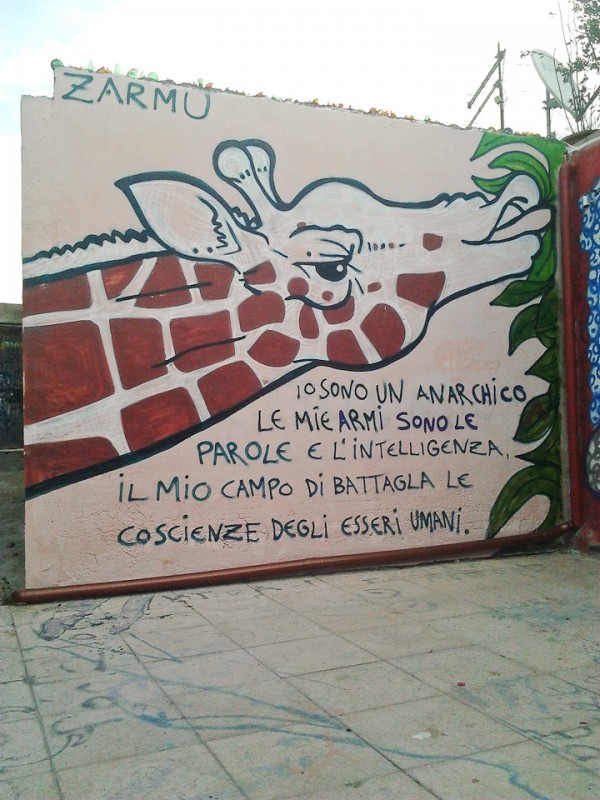 ZARMU
IO SONO UN ANARCHICO
LE MIE ARMI SONO LE
PAROLE E L'INTELLIGENZA,
IL MIO CAMPO DI BATTAGLA LE
COSCIENZE DEGLI ESSERI UMANI.